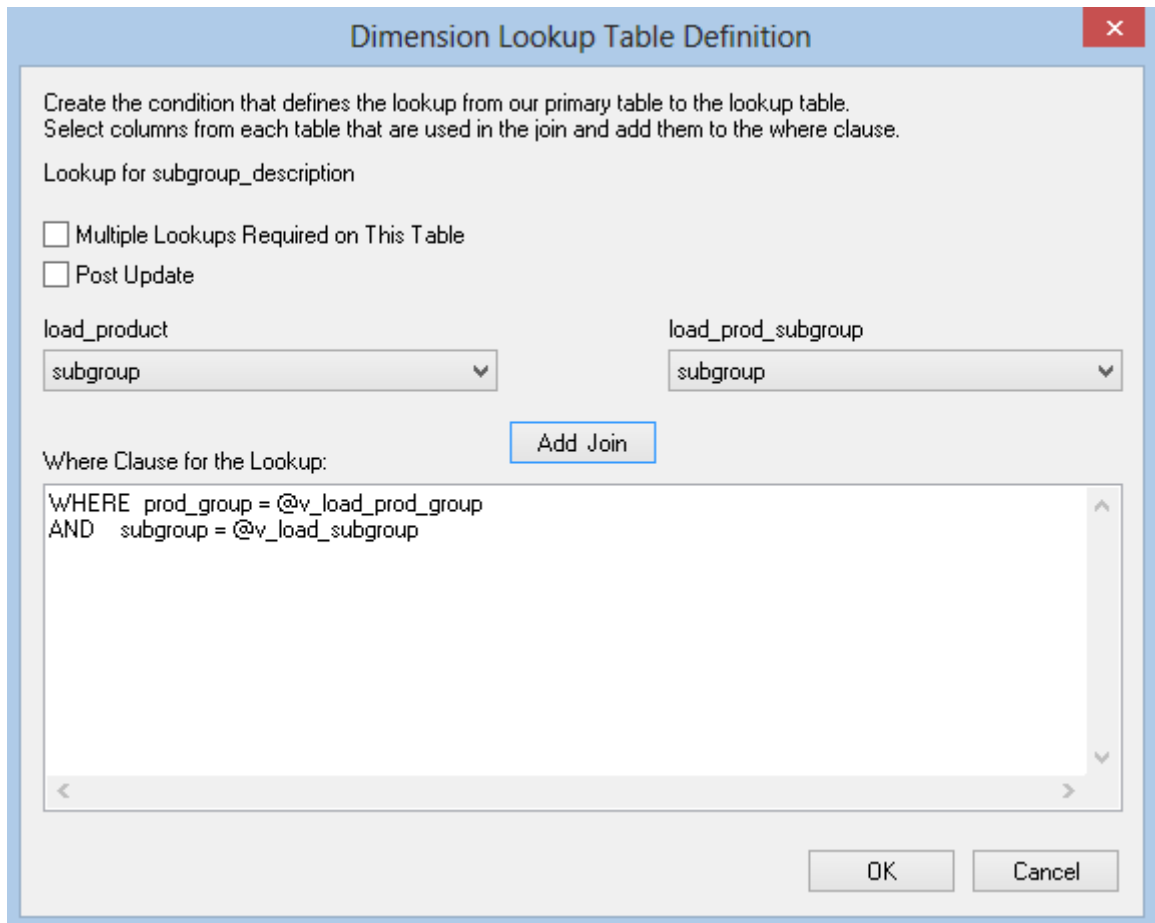 Dimension Lookup Table Definition
Create the condition that defines the lookup from our primary table to the lookup table.
Select columns from each table that are used in the join and add them to the where clause.
Lookup for subgroup_description
Multiple Lookups Required on This Table
Post Update
load_product load_prod_subgroup
subgroup subgroup
Add Join
Where Clause for the Lookup:
WHERE prod_group = @v_load_prod_group
AND subgroup = @v_load_subgroup
OK Cancel